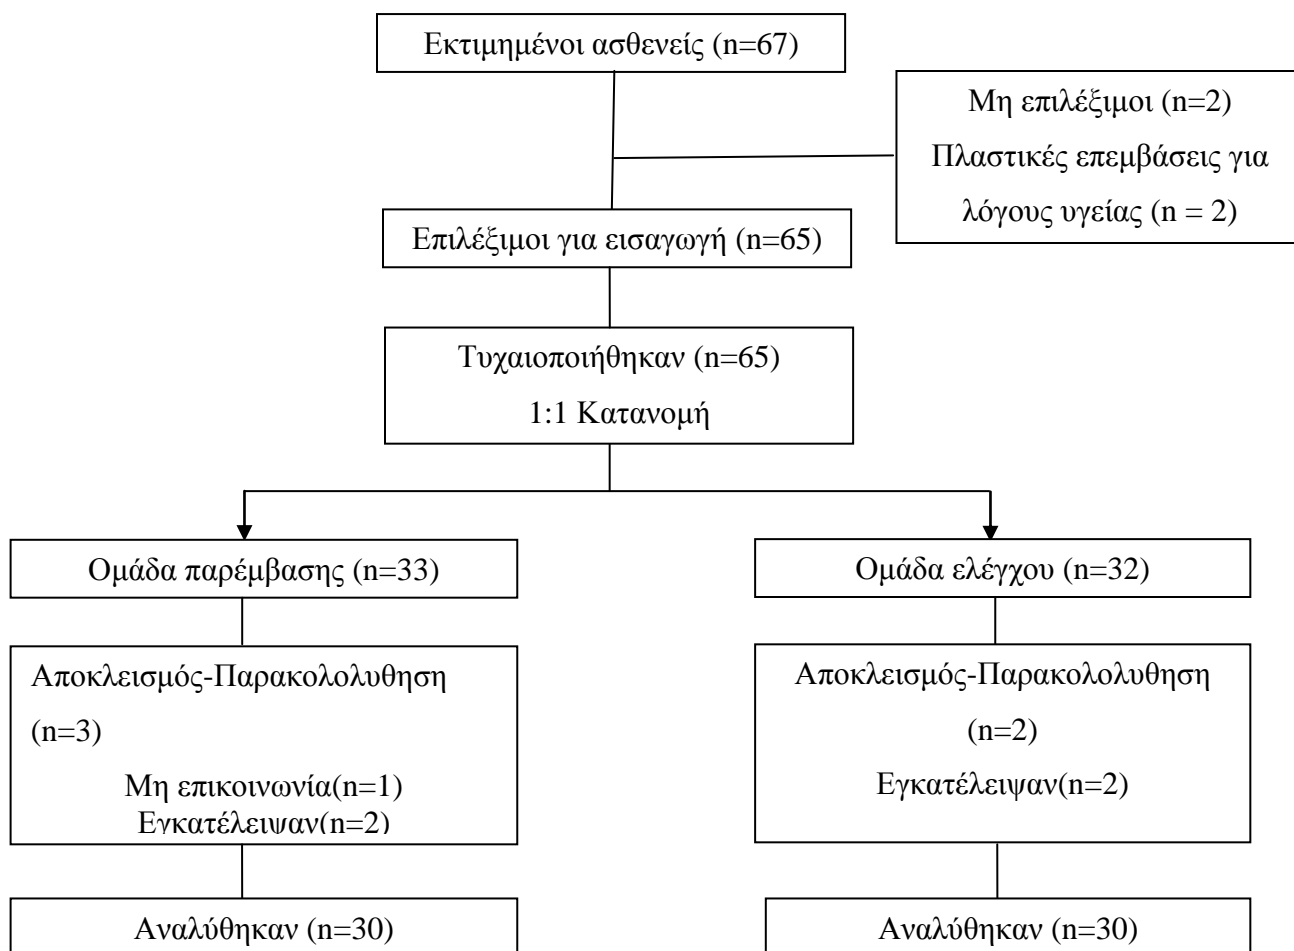 Εκτιμημένοι ασθενείς (n=67)
Μη επιλέξιμοι (n=2)
Πλαστικές επεμβάσεις για
λόγους υγείας (n = 2)
Επιλέξιμοι για εισαγωγή (n=65)
Τυχαιοποιήθηκαν (n=65)
1:1 Κατανομή
Ομάδα παρέμβασης (n=33)
Ομάδα ελέγχου (n=32)
Αποκλεισμός-Παρακολολυθηση
(n=3)
Μη επικοινωνία(n=1)
Εγκατέλειψαν(n=2)
Αποκλεισμός-Παρακολολυθηση
(n=2)
Εγκατέλειψαν(n=2)
Αναλύθηκαν (n=30)
Αναλύθηκαν (n=30)